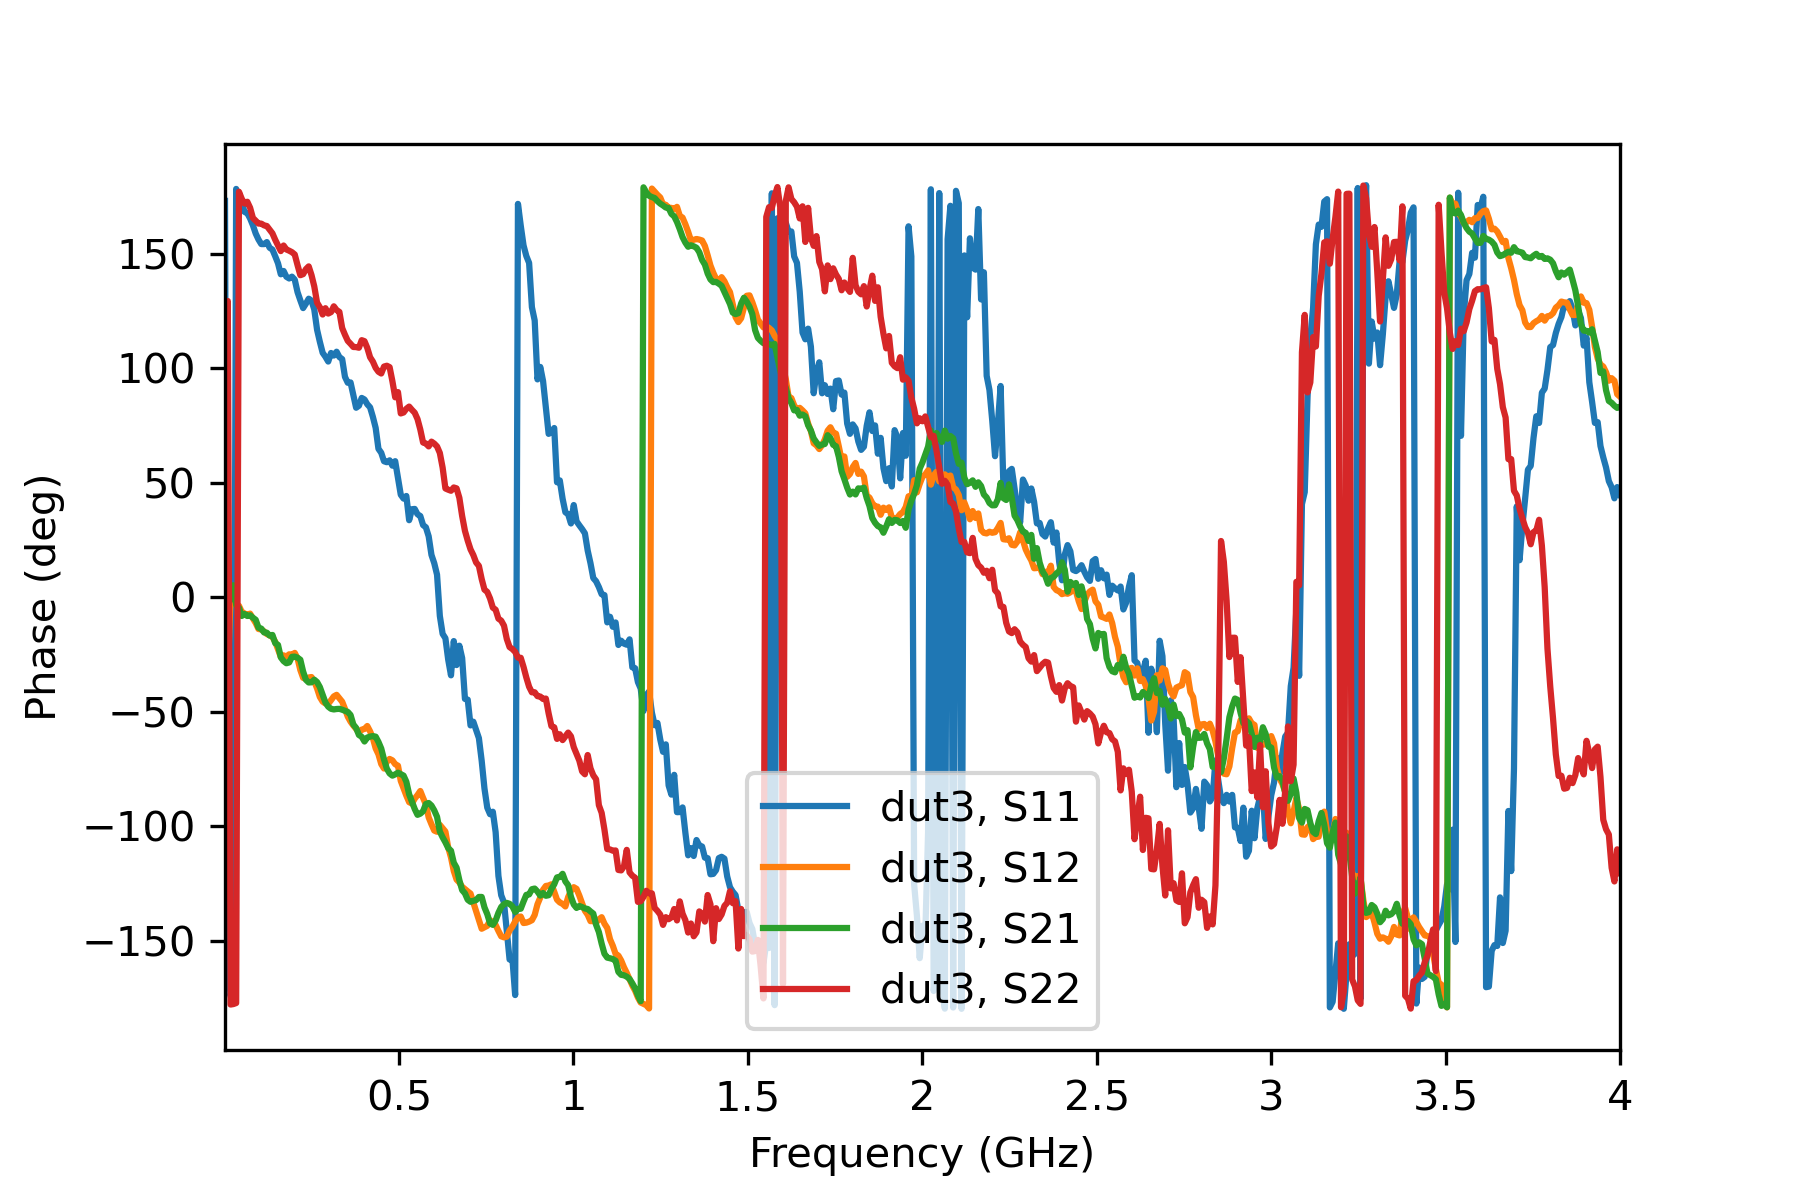 150
100
50
0
−50
−100
−150
Phase (deg)
dut3, S11
dut3, S12
dut3, S21
dut3, S22
0.5 1 1.5 2 2.5 3 3.5 4
Frequency (GHz)